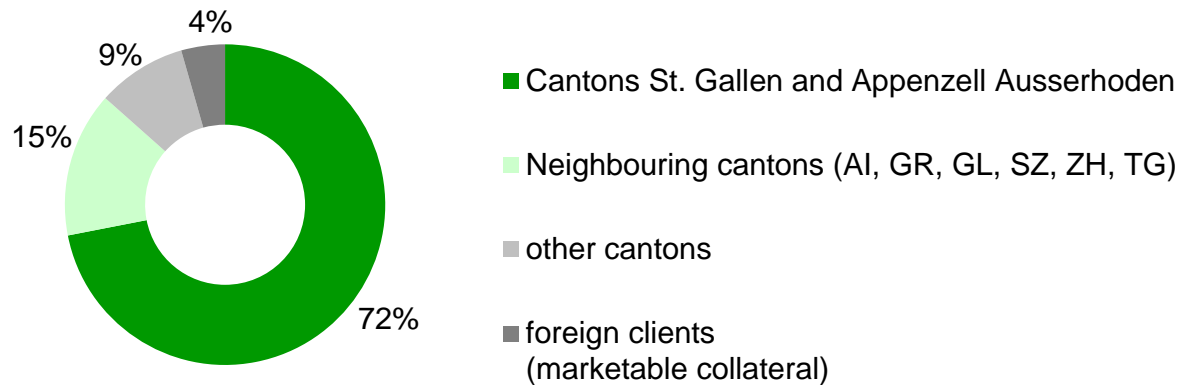 4%
9%
15%
72%
Cantons St. Gallen and Appenzell Ausserhoden
Neighbouring cantons (AI, GR, GL, SZ, ZH, TG)
other cantons
foreign clients
(marketable collateral)